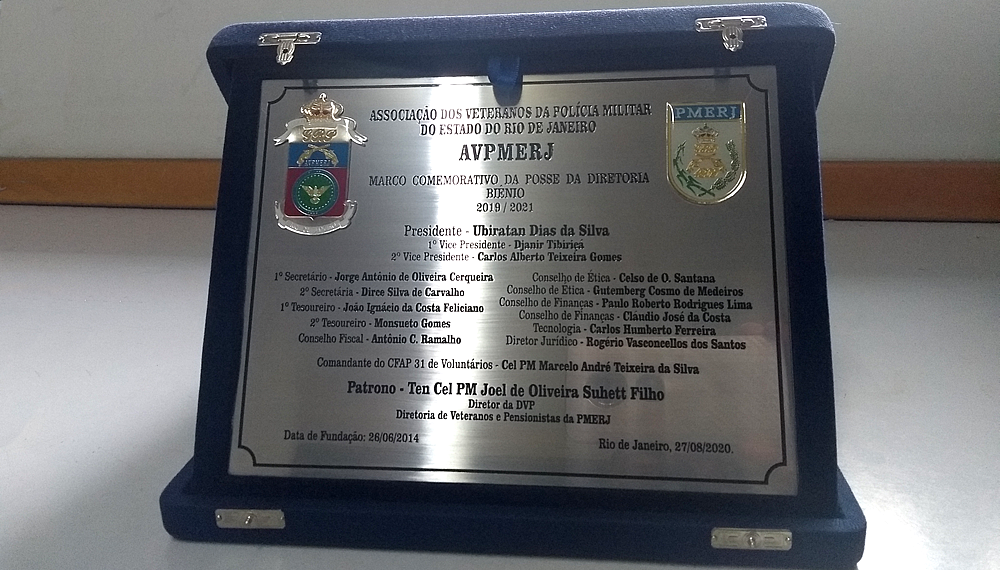 ASSOCIAÇÃO DOS VETERANOS DA POLÍCIA MILITAR
DO ESTADO DO RIO DE JANEIRO
AVPMERJ
MARCO COMEMORATIVO DA POSSE DA DIRETORIA
BIÊNIO
2019 / 2021
AVPMERJ
PMERJ
Presidente - Ubiratan Dias da Silva
1º Vice Presidente - Djanir Tibiriçá
2º Vice Presidente - Carlos Alberto Teixeira Gomes
1º Secretário - Jorge Antônio de Oliveira Cerqueira
2º Secretária - Dirce Silva de Carvalho
1º Tesoureiro - João Ignácio da Costa Feliciano
2º Tesoureiro - Monsueto Gomes
Conselho Fiscal - Antônio C. Ramalho
Conselho de Ética - Celso de O. Santana
Conselho de Ética - Gutemberg Cosmo de Medeiros
Conselho de Finanças - Paulo Roberto Rodrigues Lima
Conselho de Finanças - Cláudio José da Costa
Tecnologia - Carlos Humberto Ferreira
Diretor Jurídico - Rogério Vasconcellos dos Santos
Comandante do CFAP 31 de Voluntários - Cel PM Marcelo André Teixeira da Silva
Patrono - Ten Cel PM Joel de Oliveira Suhett Filho
Diretor da DVP
Diretoria de Veteranos e Pensionistas da PMERJ
Data de Fundação: 26/06/2014
Rio de Janeiro, 27/08/2020.